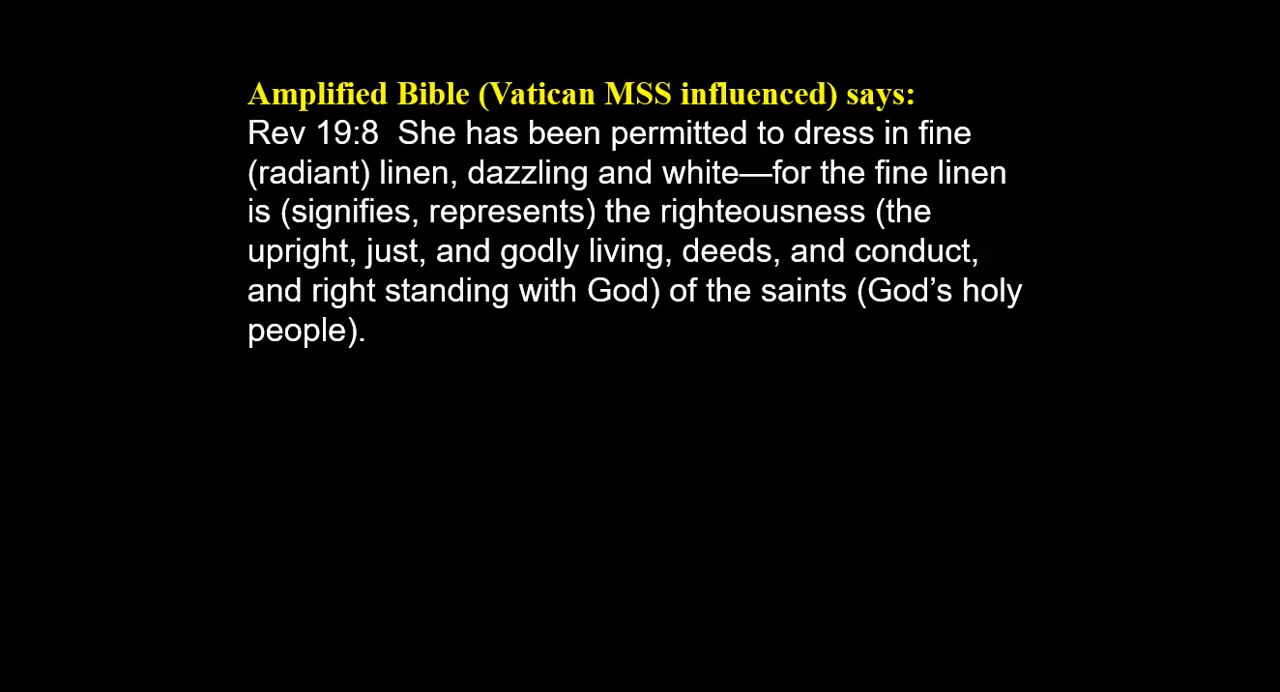 Amplified Bible (Vatican MSS influenced) says:
Rev 19:8  She has been permitted to dress in fine
(radiant) linen, dazzling and white—for the fine linen
is (signifies, represents) the righteousness (the
upright, just, and godly living, deeds, and conduct,
and right standing with God) of the saints (God’s holy
people).